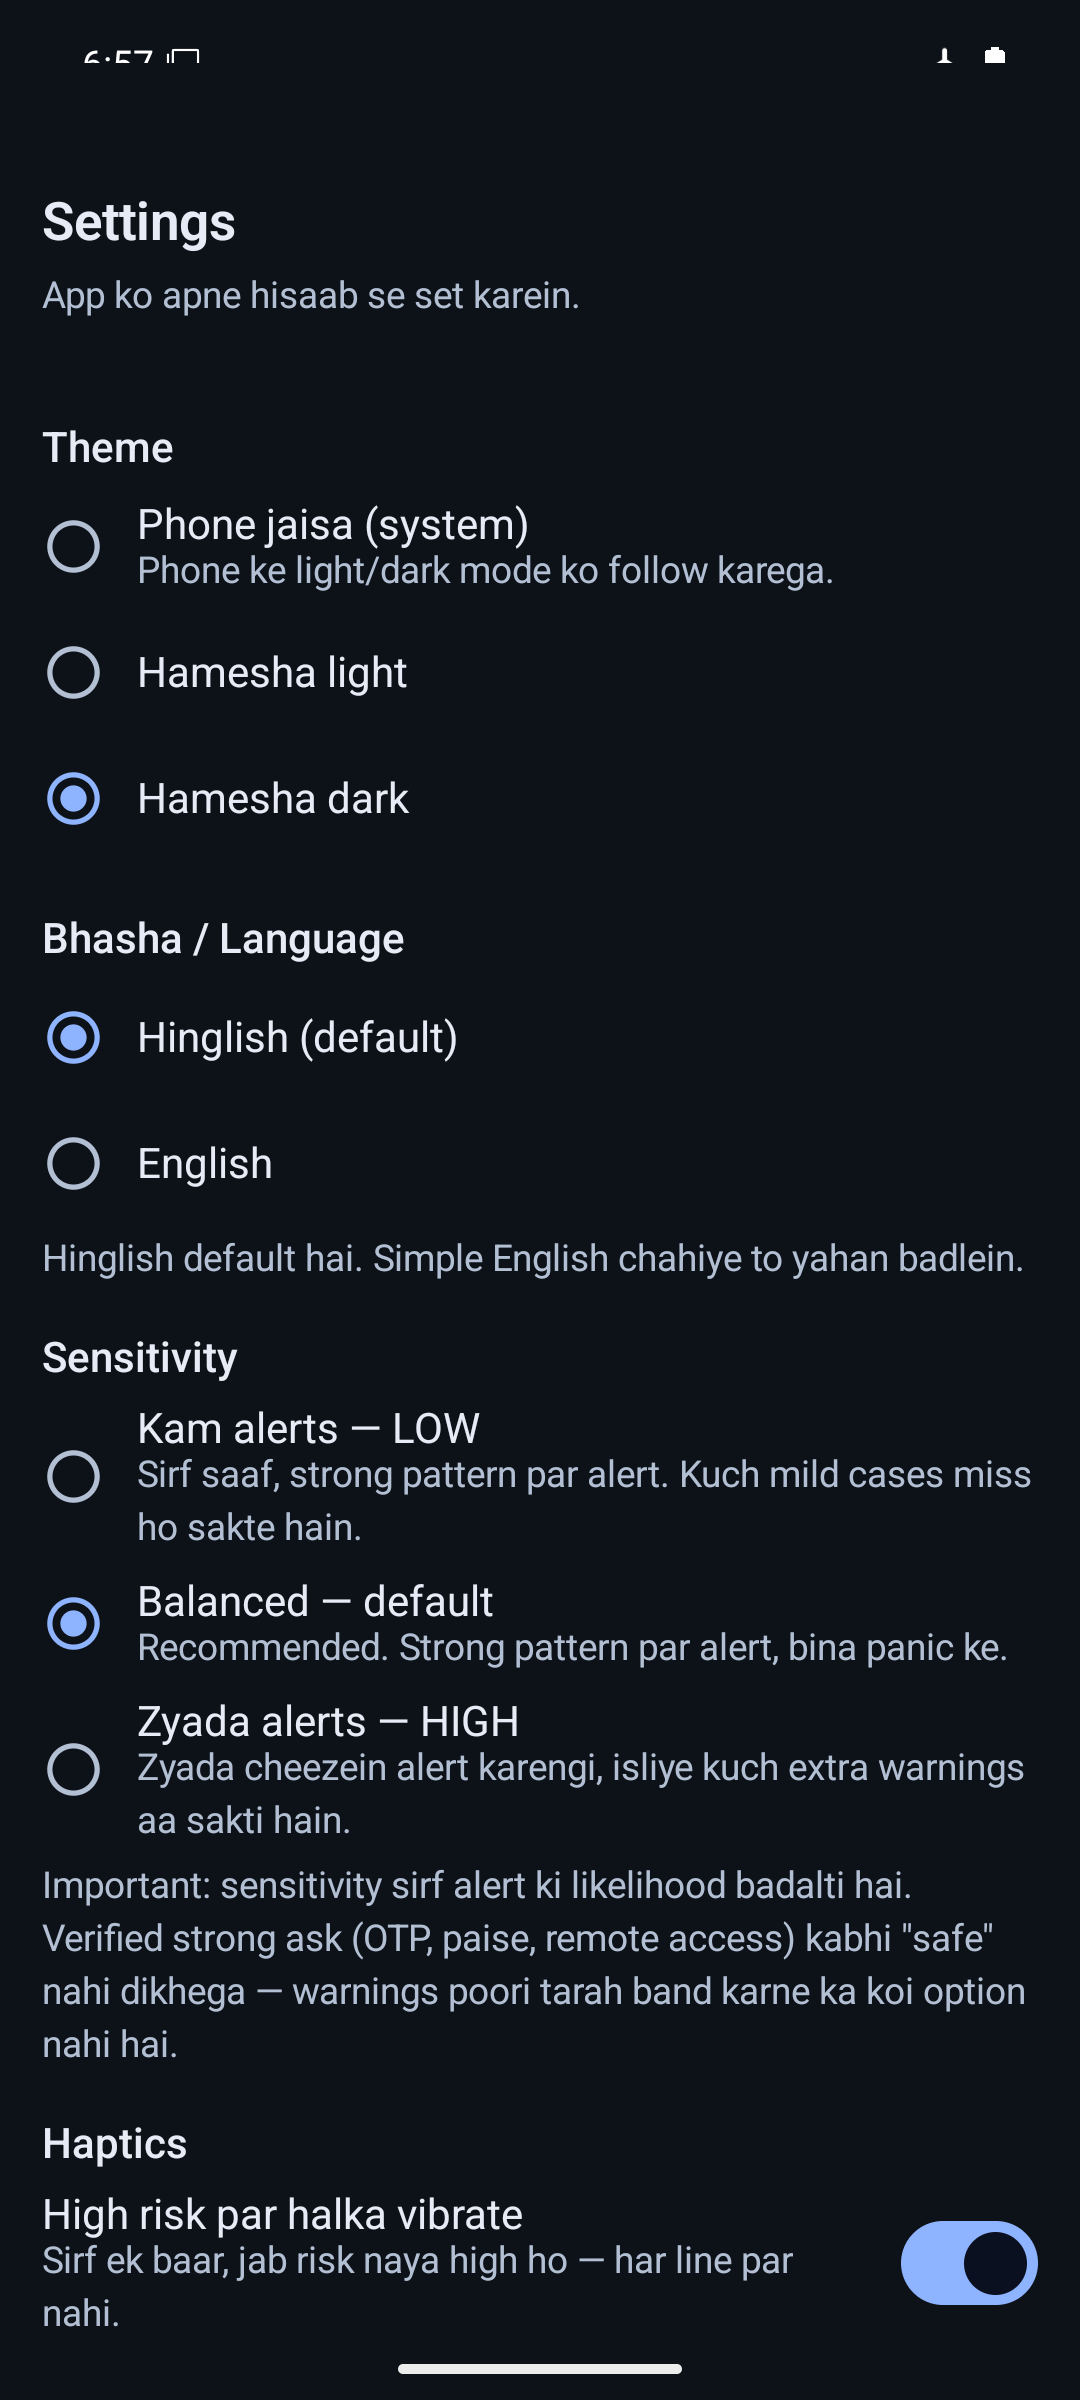 6:57
Settings
App ko apne hisaab se set karein.
Theme
Phone jaisa (system)
Phone ke light/dark mode ko follow karega.
Hamesha light
Hamesha dark
Bhasha / Language
Hinglish (default)
English
Hinglish default hai. Simple English chahiye to yahan badlein.
Sensitivity
Kam alerts — LOW
Sirf saaf, strong pattern par alert. Kuch mild cases miss
ho sakte hain.
Balanced — default
Recommended. Strong pattern par alert, bina panic ke.
Zyada alerts — HIGH
Zyada cheezein alert karengi, isliye kuch extra warnings
aa sakti hain.
Important: sensitivity sirf alert ki likelihood badalti hai.
Verified strong ask (OTP, paise, remote access) kabhi "safe"
nahi dikhega — warnings poori tarah band karne ka koi option
nahi hai.
Haptics
High risk par halka vibrate
Sirf ek baar, jab risk naya high ho — har line par
nahi.